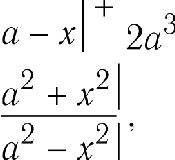 a − x| + 2a³
a² + x²|
a² − x²| ,